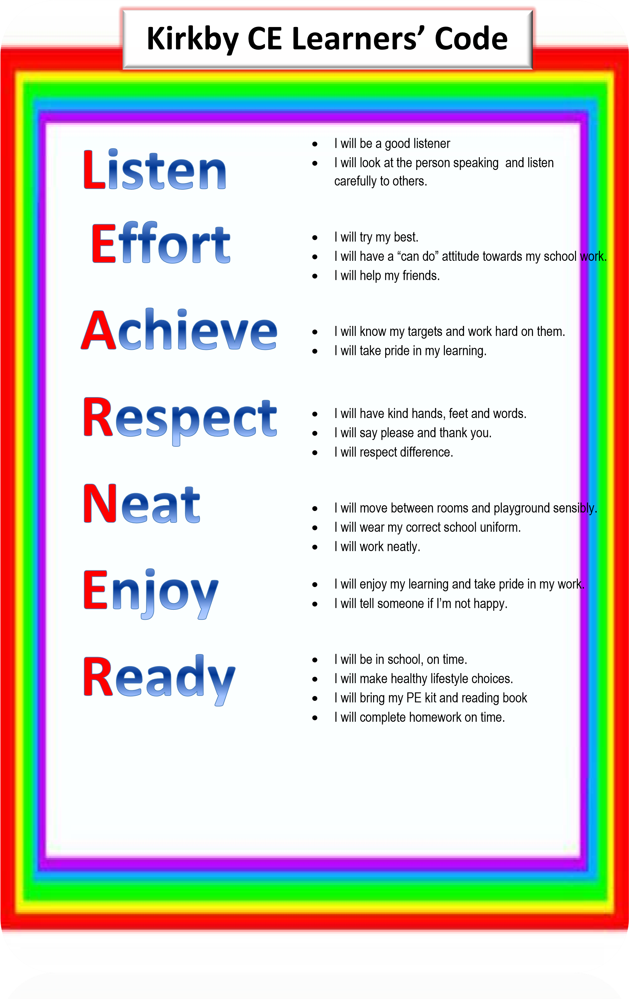 Kirkby CE Learners’ Code
Listen
I will be a good listener
I will look at the person speaking  and listen
carefully to others.
Effort
I will try my best.
I will have a “can do” attitude towards my school work.
I will help my friends.
Achieve
I will know my targets and work hard on them.
I will take pride in my learning.
Respect
I will have kind hands, feet and words.
I will say please and thank you.
I will respect difference.
Neat
I will move between rooms and playground sensibly.
I will wear my correct school uniform.
I will work neatly.
Enjoy
I will enjoy my learning and take pride in my work.
I will tell someone if I’m not happy.
Ready
I will be in school, on time.
I will make healthy lifestyle choices.
I will bring my PE kit and reading book
I will complete homework on time.